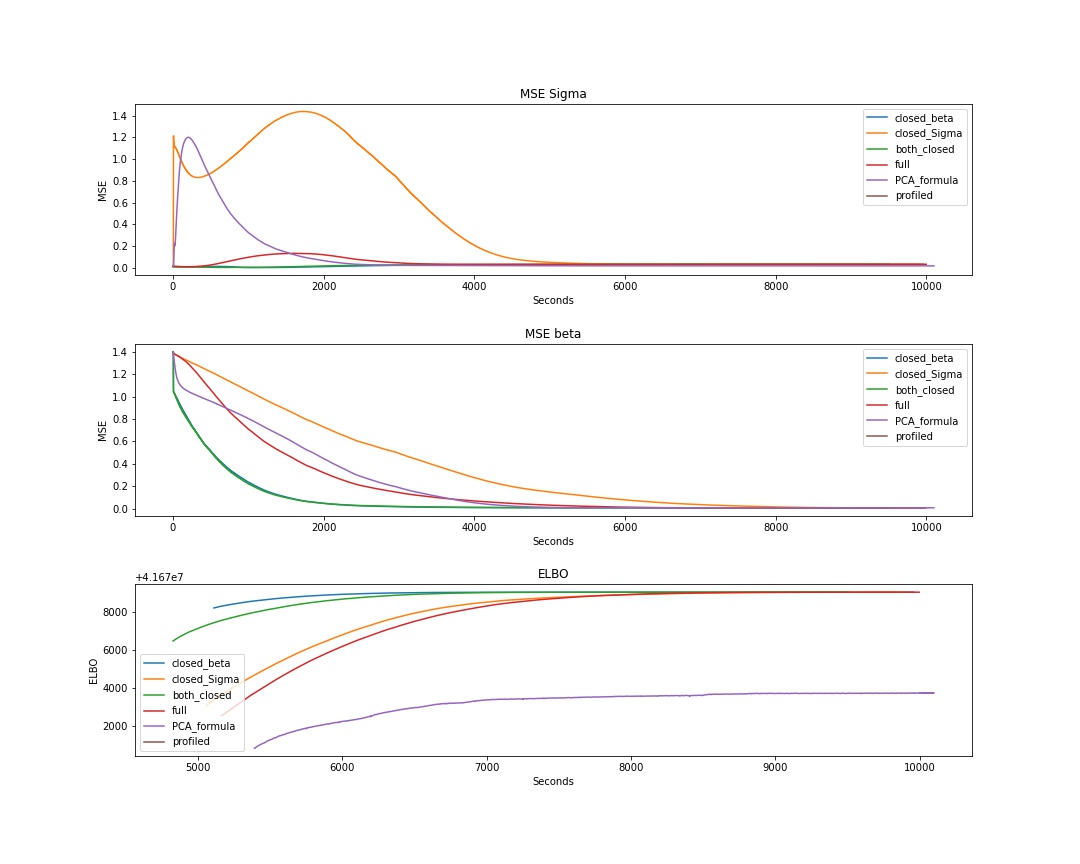 MSE Sigma
1.4
1.2
1.0
0.8
0.6
0.4
0.2
0.0
MSE
closed_beta
closed_Sigma
both_closed
full
PCA_formula
profiled
0 2000 4000 6000 8000 10000
Seconds
MSE beta
1.4
1.2
1.0
0.8
0.6
0.4
0.2
0.0
MSE
closed_beta
closed_Sigma
both_closed
full
PCA_formula
profiled
0 2000 4000 6000 8000 10000
Seconds
+4.167e7
ELBO
8000
6000
4000
2000
ELBO
closed_beta
closed_Sigma
both_closed
full
PCA_formula
profiled
5000 6000 7000 8000 9000 10000
Seconds